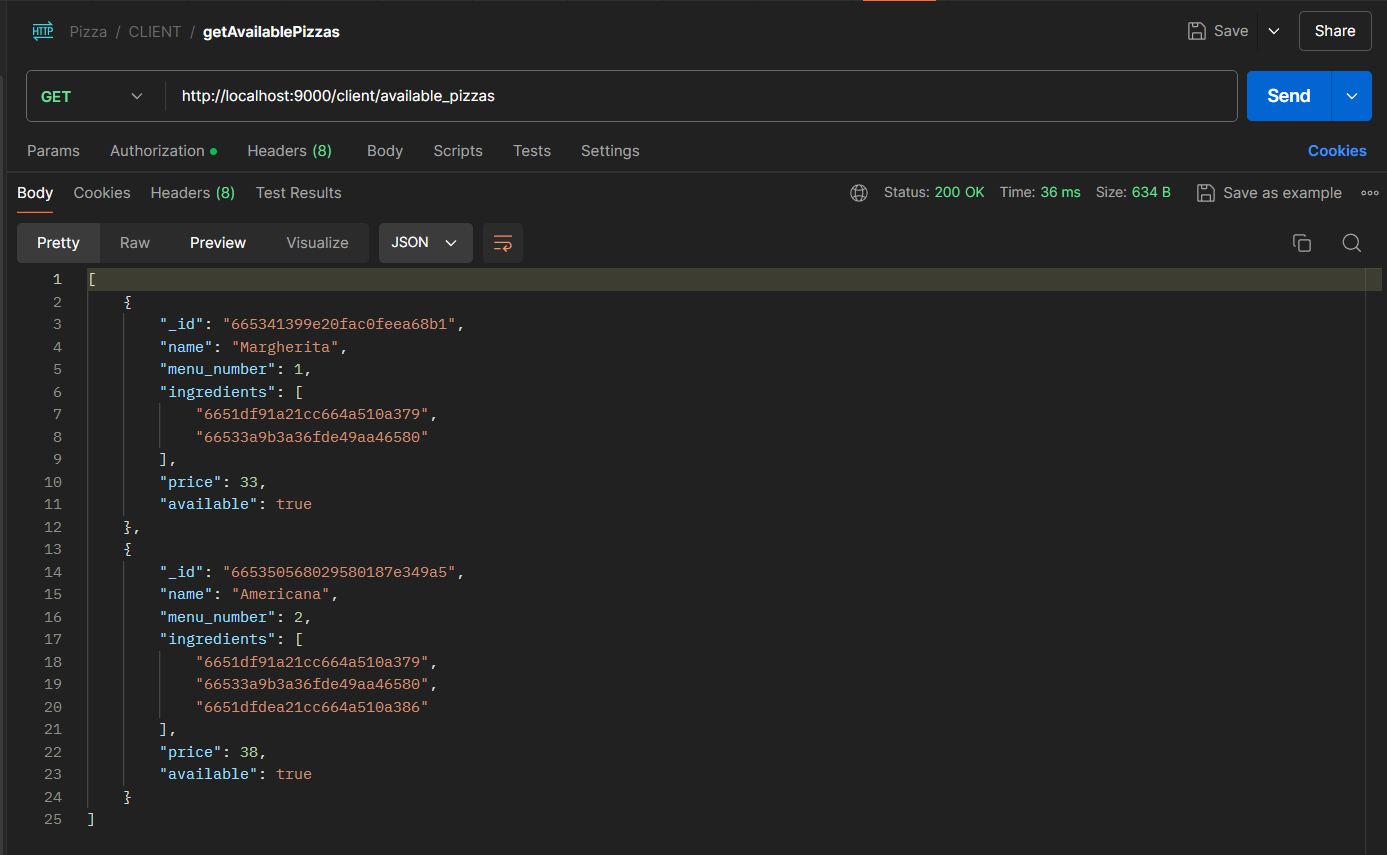 HTTP Pizza / CLIENT / getAvailablePizzas Save Share
GET http://localhost:9000/client/available_pizzas Send
Params Authorization Headers (8) Body Scripts Tests Settings Cookies
Body Cookies Headers (8) Test Results Status: 200 OK Time: 36 ms Size: 634 B Save as example
Pretty Raw Preview Visualize JSON
1 [
2 {
3 "_id": "665341399e20fac0feea68b1",
4 "name": "Margherita",
5 "menu_number": 1,
6 "ingredients": [
7 "6651df91a21cc664a510a379",
8 "66533a9b3a36fde49aa46580"
9 ],
10 "price": 33,
11 "available": true
12 },
13 {
14 "_id": "665350568029580187e349a5",
15 "name": "Americana",
16 "menu_number": 2,
17 "ingredients": [
18 "6651df91a21cc664a510a379",
19 "66533a9b3a36fde49aa46580",
20 "6651dfdea21cc664a510a386"
21 ],
22 "price": 38,
23 "available": true
24 }
25 ]